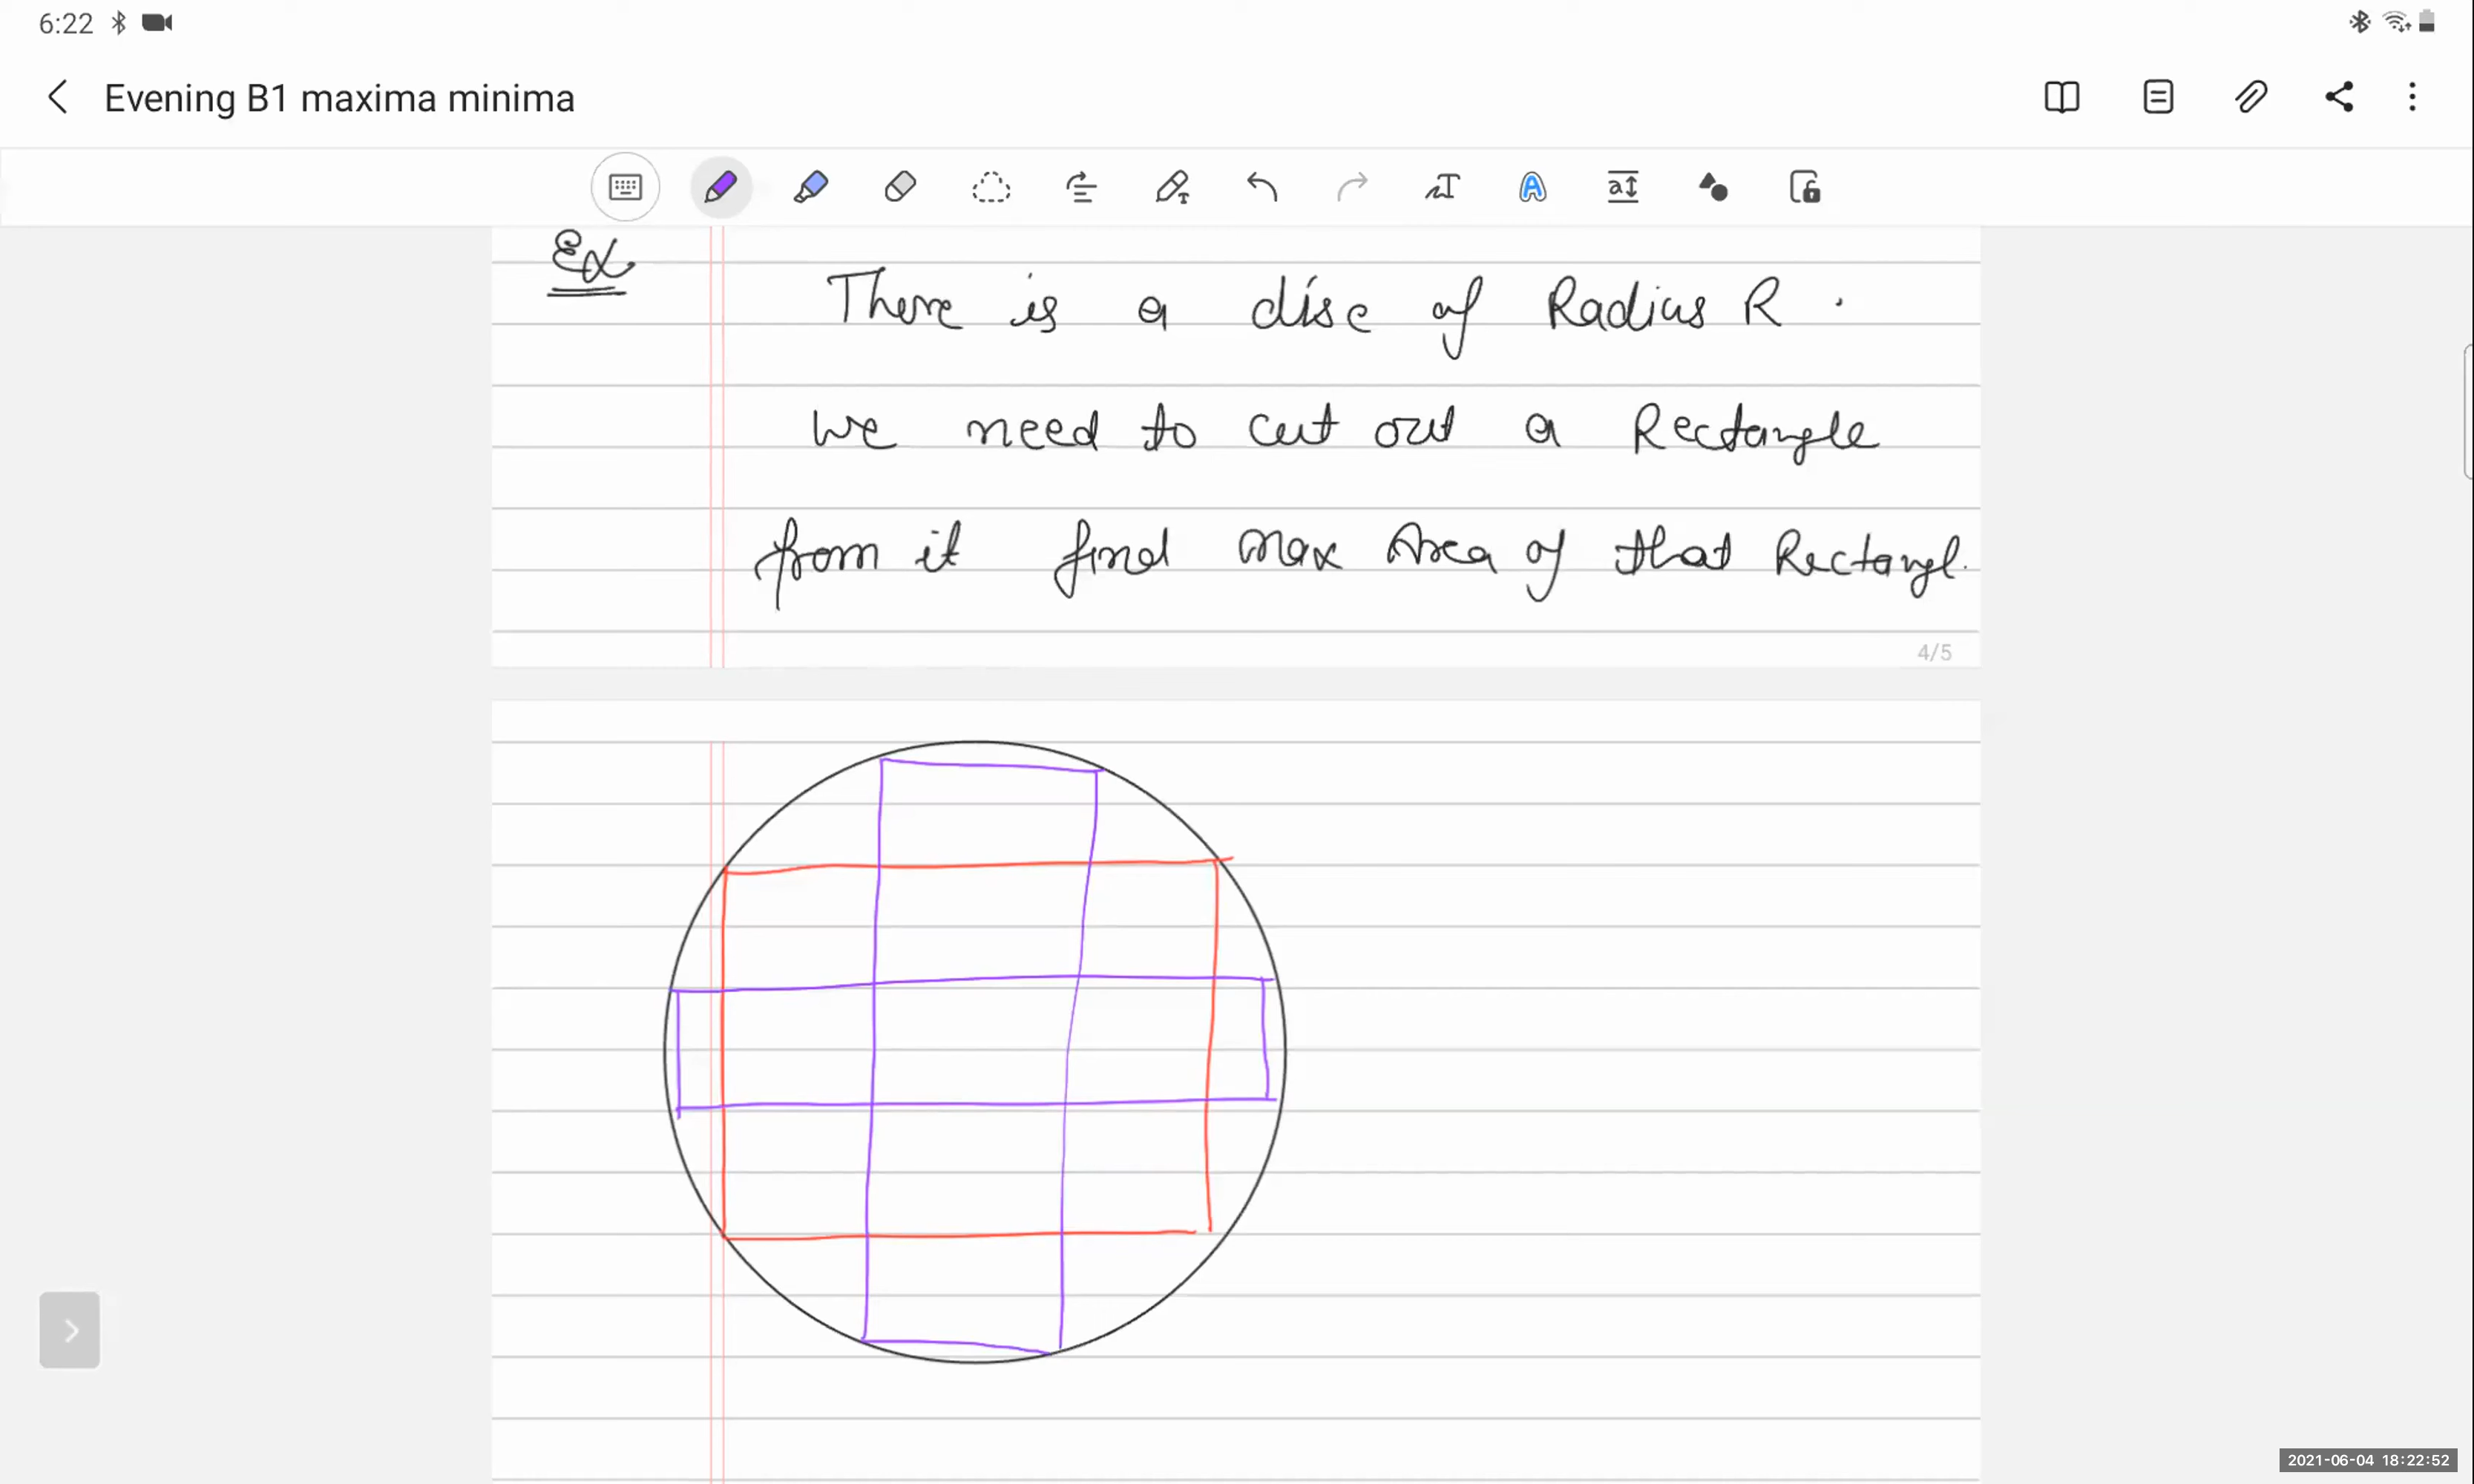 6:22
Evening B1 maxima minima
Ex
There is a disc of Radius R .
we need to cut out a Rectangle
from it find max Area of that Rectangl.
4/5
2021-06-04 18:22:52